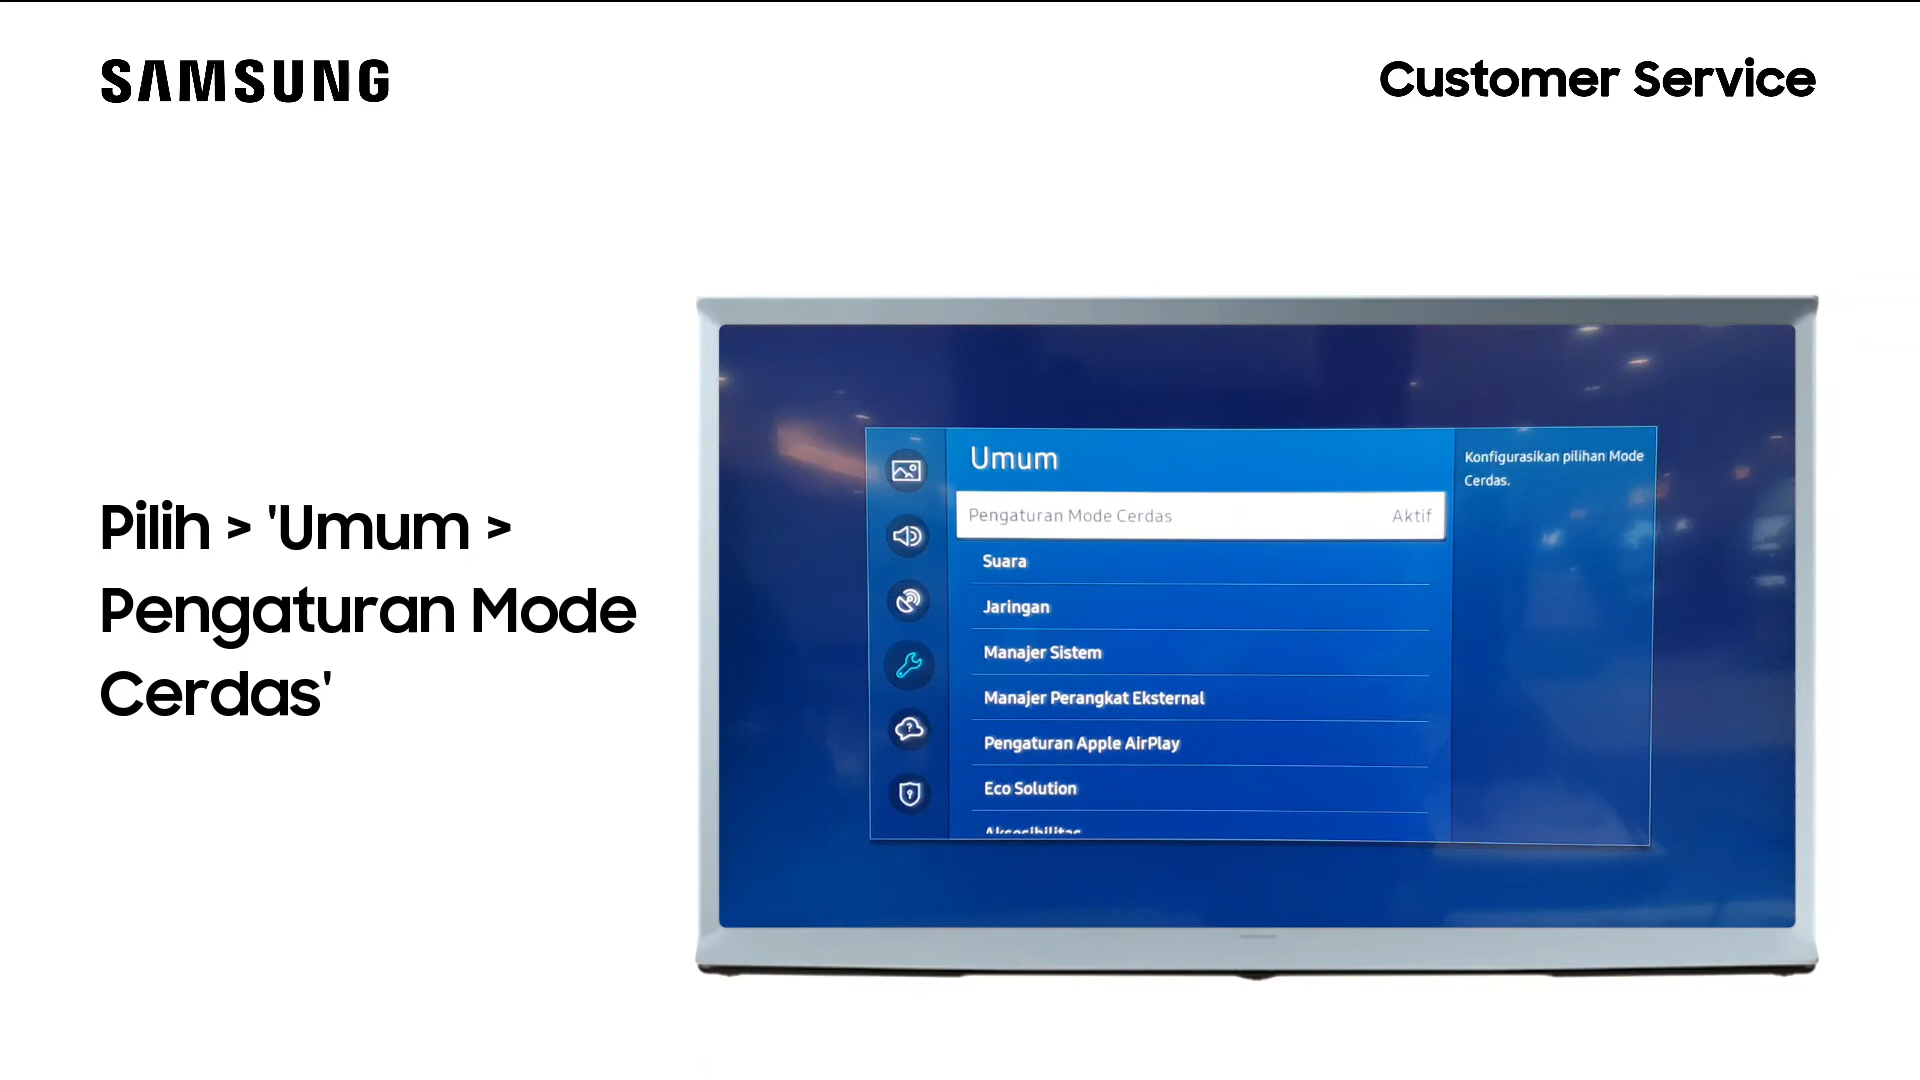 SAMSUNG
Customer Service
Pilih > 'Umum >
Pengaturan Mode
Cerdas'
Umum
Pengaturan Mode Cerdas Aktif
Suara
Jaringan
Manajer Sistem
Manajer Perangkat Eksternal
Pengaturan Apple AirPlay
Eco Solution
Aksesibilitas
Konfigurasikan pilihan Mode
Cerdas.